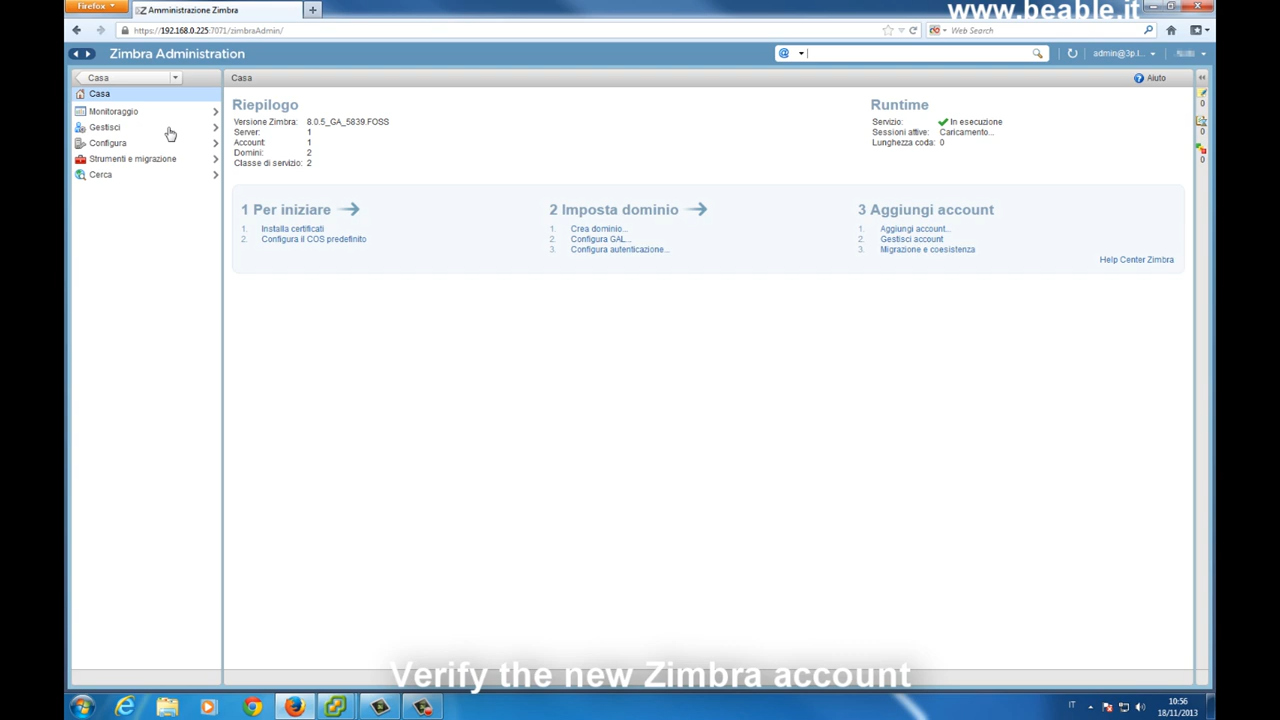 www.beable.it
Firefox
Amministrazione Zimbra
https://192.168.0.225:7071/zimbraAdmin/
Web Search
Zimbra Administration
@
admin@3p.l...
Casa
Casa
Aiuto
Casa
Monitoraggio
Gestisci
Configura
Strumenti e migrazione
Cerca
Riepilogo
Versione Zimbra: 8.0.5_GA_5839.FOSS
Server: 1
Account: 1
Domini: 2
Classe di servizio: 2
Runtime
Servizio: In esecuzione
Sessioni attive: Caricamento...
Lunghezza coda: 0
0
0
0
1 Per iniziare
1. Installa certificati
2. Configura il COS predefinito
2 Imposta dominio
1. Crea dominio...
2. Configura GAL...
3. Configura autenticazione...
3 Aggiungi account
1. Aggiungi account...
2. Gestisci account
3. Migrazione e coesistenza
Help Center Zimbra
Verify the new Zimbra account
IT
10:56
18/11/2013